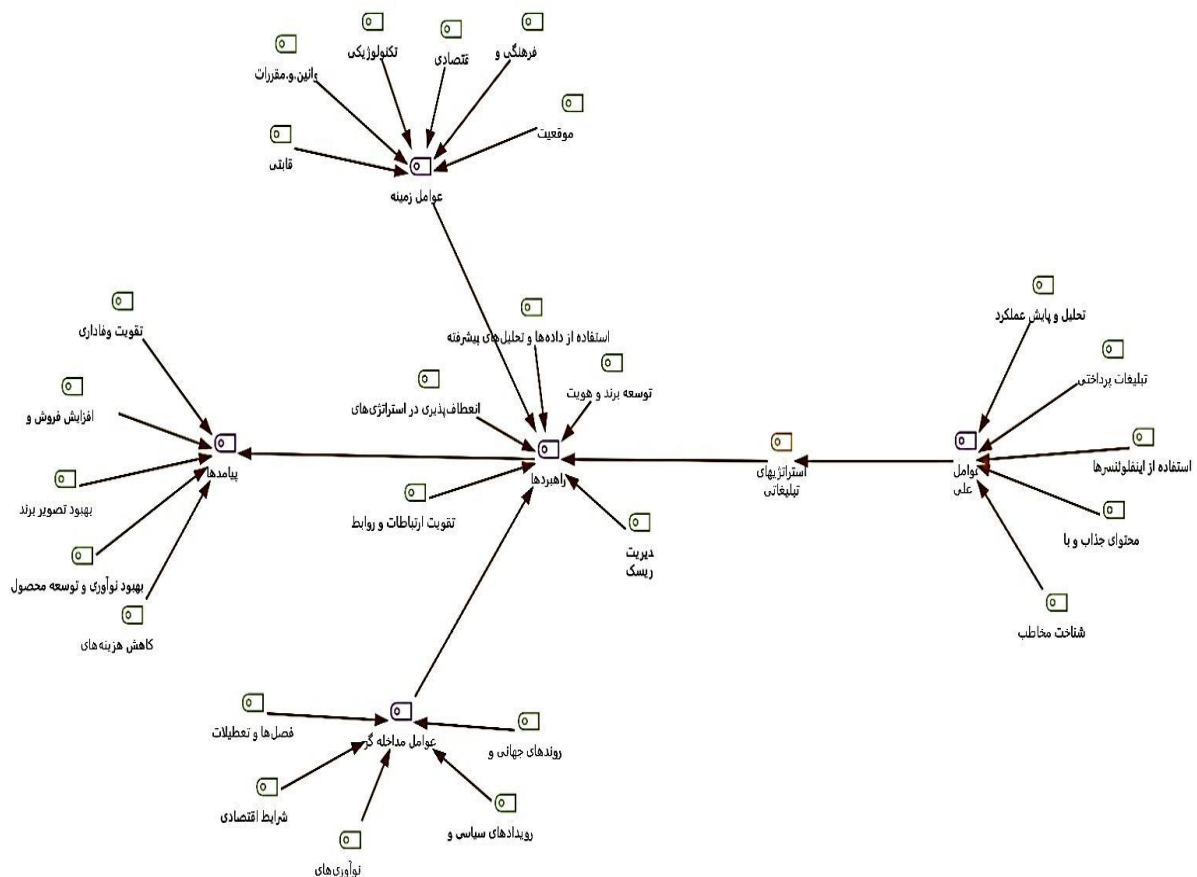 فرهنگی و
قتصادی
تکنولوژیکی
وانین.و.مقررات
موقعیت
قابتی
عوامل زمینه
تحلیل و پایش عملکرد
تبلیغات پرداختی
استفاده از اینفلوئنسرها
محتوای جذاب و با
شناخت مخاطب
عوامل
علی
استراتژیهای
تبلیغاتی
استفاده از داده‌ها و تحلیل‌های پیشرفته
توسعه برند و هویت
انعطاف‌پذیری در استراتژی‌های
راهبردها
تقویت ارتباطات و روابط
دیریت
ریسک
تقویت وفاداری
افزایش فروش و
پیامدها
بهبود تصویر برند
بهبود نوآوری و توسعه محصول
کاهش هزینه‌های
فصل‌ها و تعطیلات
عوامل مداخله گر
روندهای جهانی و
شرایط اقتصادی
رویدادهای سیاسی و
نوآوری‌های